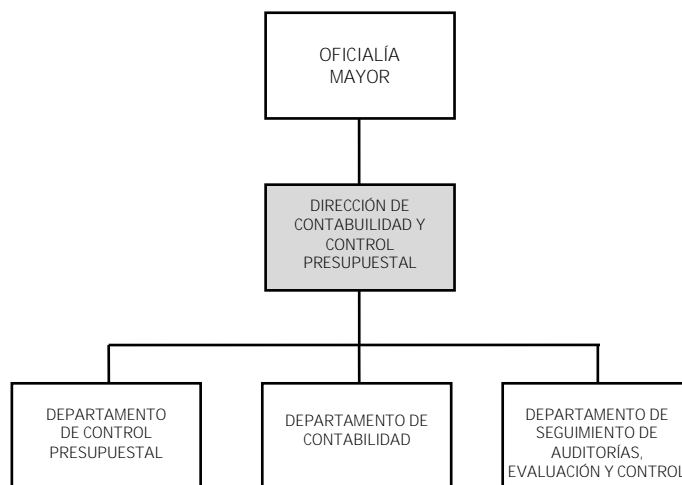 OFICIALÍA
MAYOR
DIRECCIÓN DE
CONTABUILIDAD Y
CONTROL
PRESUPUESTAL
DEPARTAMENTO
DE CONTROL
PRESUPUESTAL
DEPARTAMENTO DE
CONTABILIDAD
DEPARTAMENTO DE
SEGUIMIENTO DE
AUDITORÍAS,
EVALUACIÓN Y CONTROL